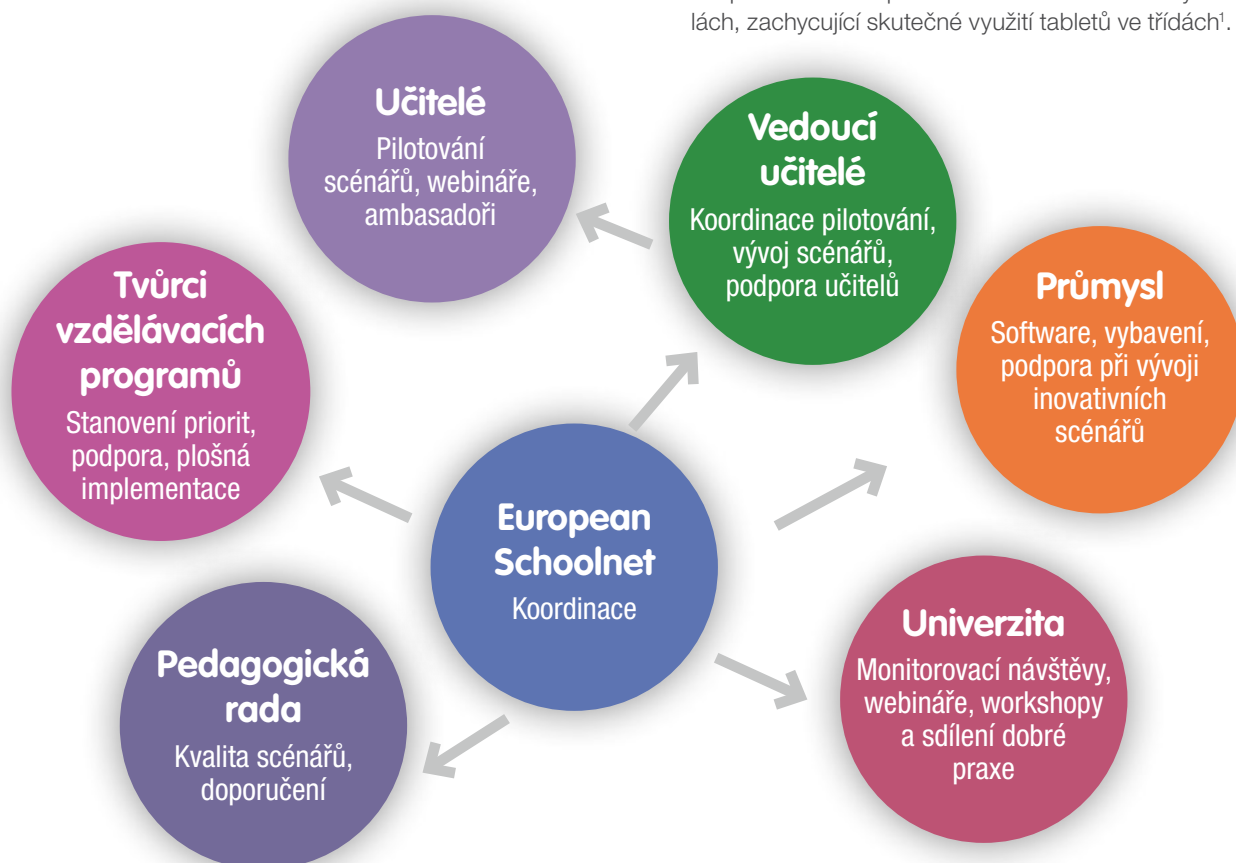 lách, zachycující skutečné využití tabletů ve třídách¹.
Učitelé
Pilotování
scénářů, webináře,
ambasadoři
Vedoucí
učitelé
Koordinace pilotování,
vývoj scénářů,
podpora učitelů
Průmysl
Software, vybavení,
podpora při vývoji
inovativních
scénářů
Tvůrci
vzdělávacích
programů
Stanovení priorit,
podpora, plošná
implementace
European
Schoolnet
Koordinace
Univerzita
Monitorovací návštěvy,
webináře, workshopy
a sdílení dobré
praxe
Pedagogická
rada
Kvalita scénářů,
doporučení